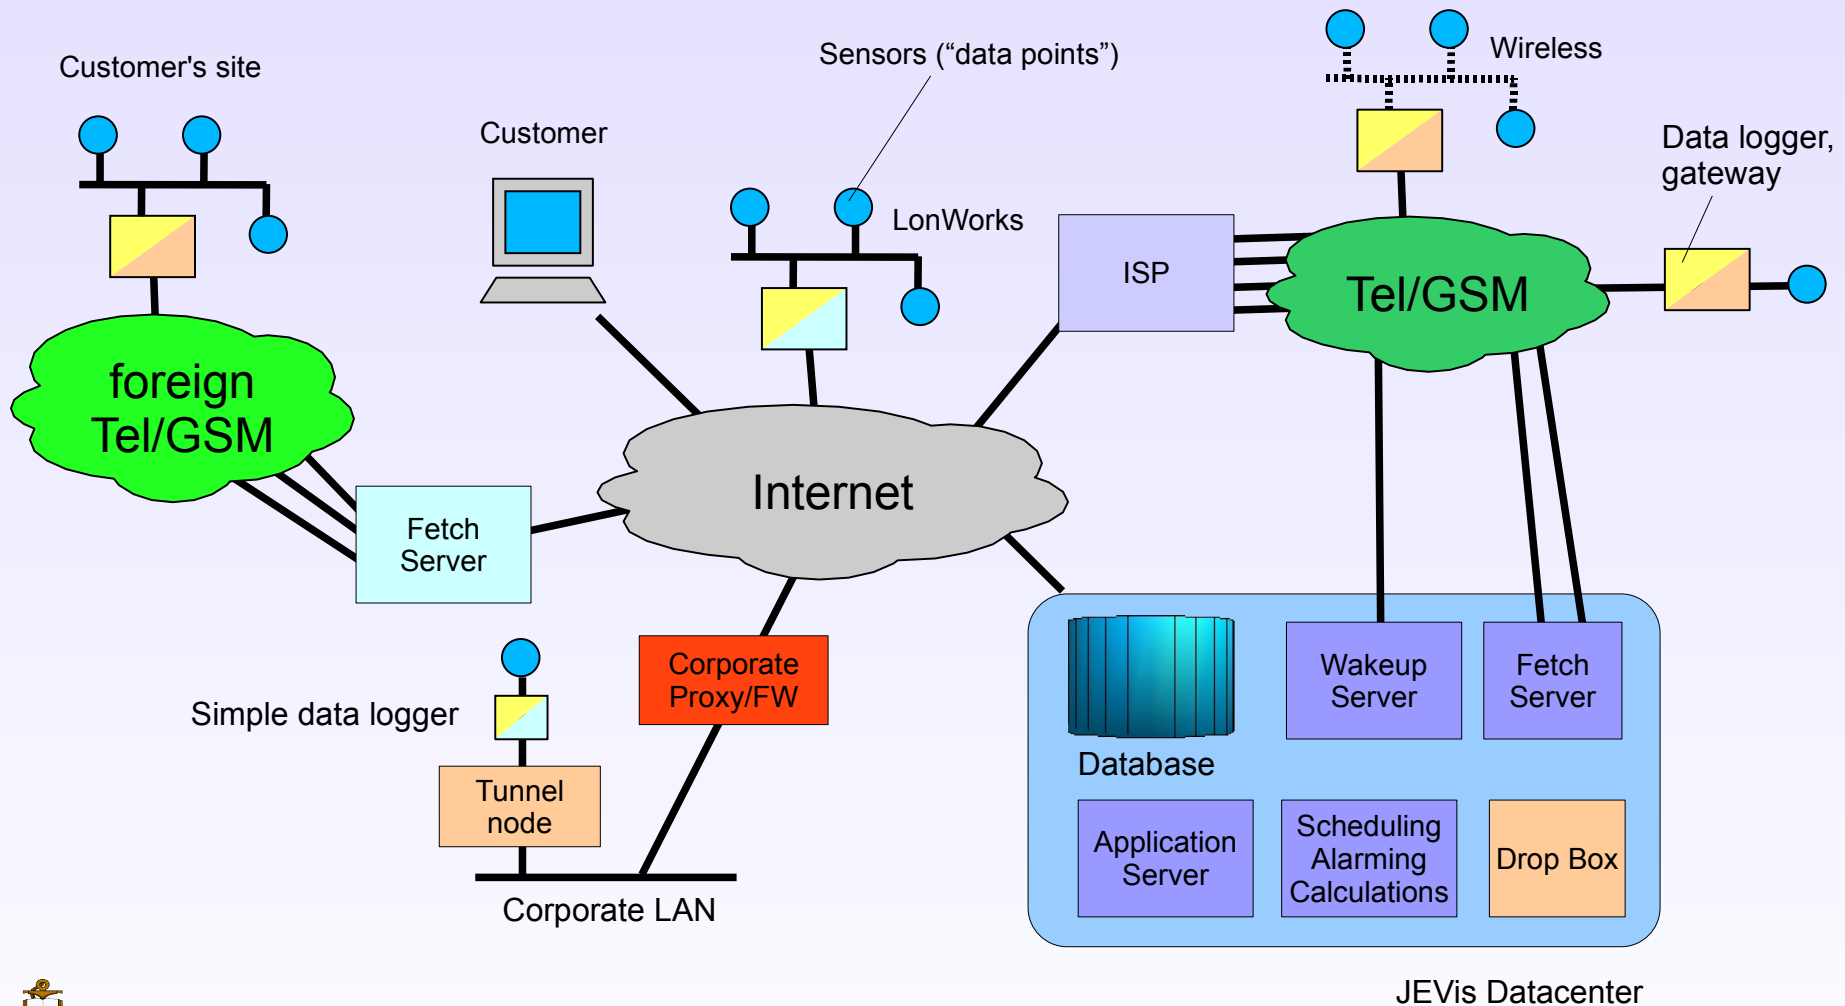 Customer's site
Customer
Sensors (“data points”)
Wireless
Data logger,
gateway
LonWorks
ISP
Tel/GSM
foreign
Tel/GSM
Internet
Fetch
Server
Simple data logger
Corporate
Proxy/FW
Tunnel
node
Corporate LAN
Database
Wakeup
Server
Fetch
Server
Application
Server
Scheduling
Alarming
Calculations
Drop Box
JEVis Datacenter